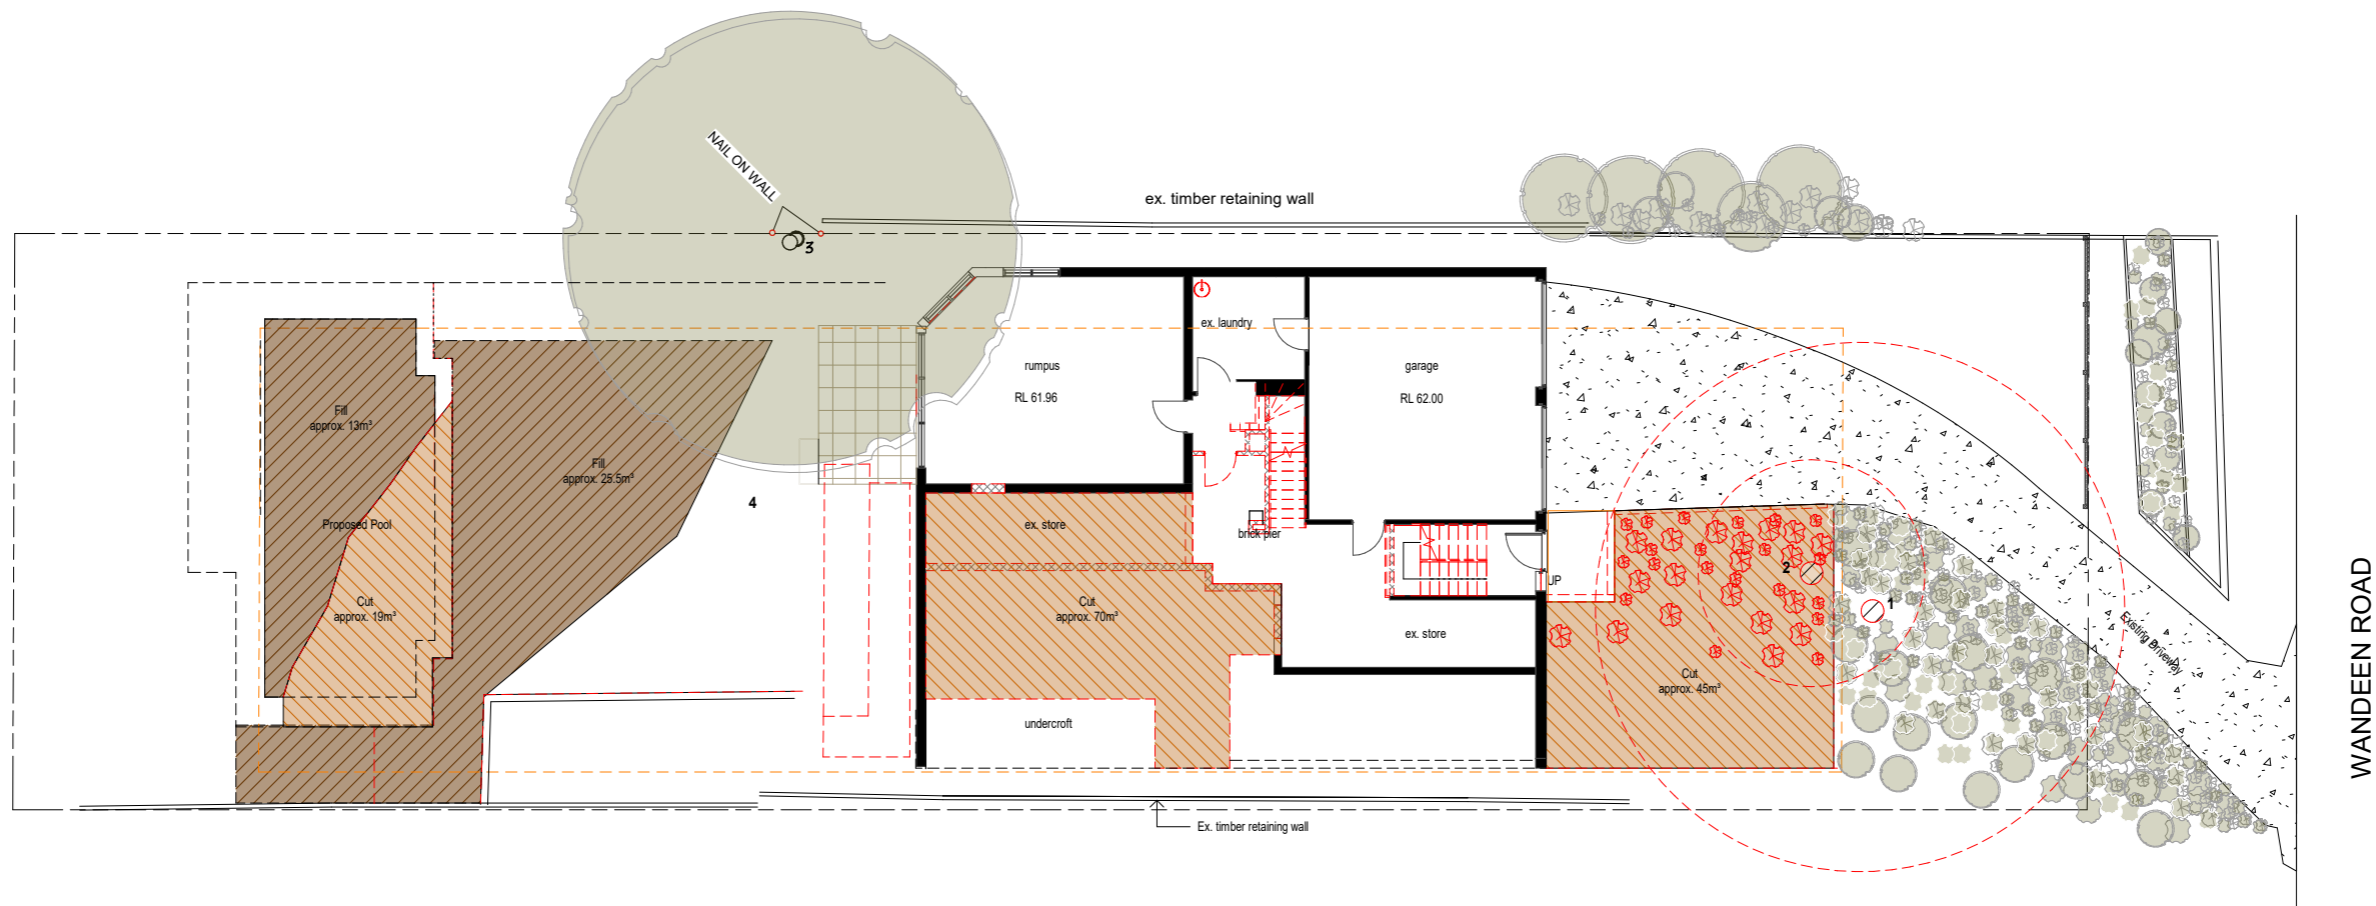 NAIL ON WALL
3
ex. timber retaining wall
ex. laundry
rumpus
RL 61.96
garage
RL 62.00
Fill
approx. 13m³
Fill
approx. 25.5m³
4
Proposed Pool
Cut
approx. 19m³
ex. store
brick pier
Cut
approx. 70m³
UP
ex. store
undercroft
2
1
Cut
approx. 45m³
Existing Driveway
WANDEEN ROAD
Ex. timber retaining wall